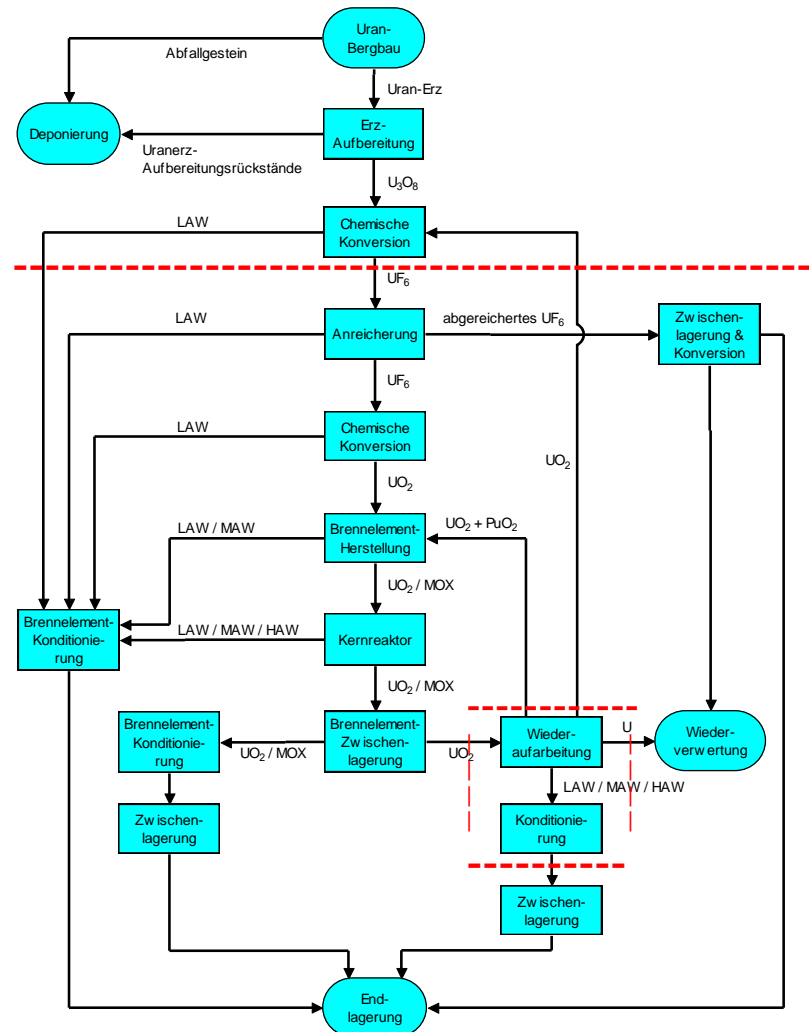 Uran-
Bergbau
Abfallgestein
Uran-Erz
Deponierung
Erz-
Aufbereitung
Uranerz-
Aufbereitungsrückstände
U₃O₈
LAW
Chemische
Konversion
UF₆
LAW
Anreicherung
abgereichertes UF₆
Zwischen-
lagerung &
Konversion
UF₆
LAW
Chemische
Konversion
UO₂
UO₂
LAW / MAW
Brennelement-
Herstellung
UO₂ + PuO₂
UO₂ / MOX
Brennelement-
Konditionie-
rung
LAW / MAW / HAW
Kernreaktor
UO₂ / MOX
Brennelement-
Konditionie-
rung
UO₂ / MOX
Brennelement-
Zwischen-
lagerung
UO₂
Wieder-
aufarbeitung
U
Wieder-
verwertung
LAW / MAW / HAW
Zwischen-
lagerung
Konditionie-
rung
Zwischen-
lagerung
End-
lagerung